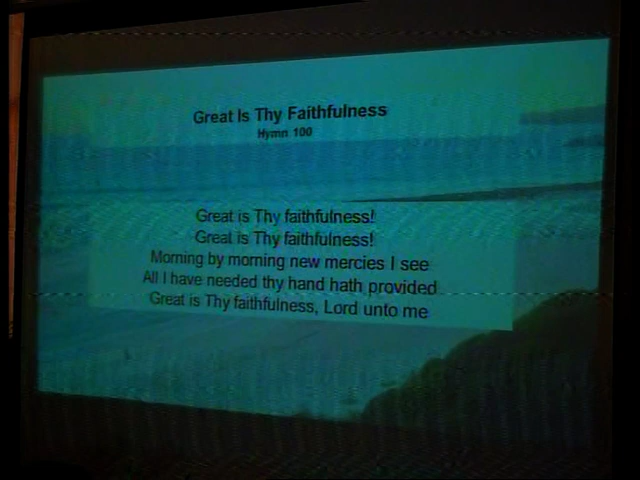 Great Is Thy Faithfulness
Hymn 100
Great is Thy faithfulness!
Great is Thy faithfulness!
Morning by morning new mercies I see
All I have needed thy hand hath provided
Great is Thy faithfulness, Lord unto me